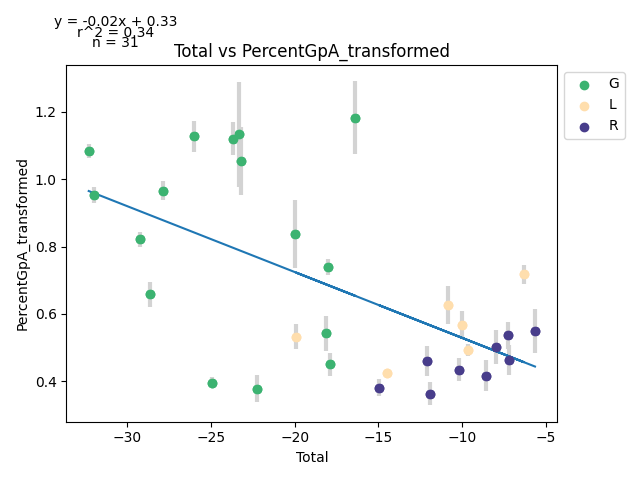 y = -0.02x + 0.33
r^2 = 0.34
n = 31
Total vs PercentGpA_transformed
G
L
R
1.2
1.0
0.8
0.6
0.4
PercentGpA_transformed
−30
−25
−20
−15
−10
−5
Total